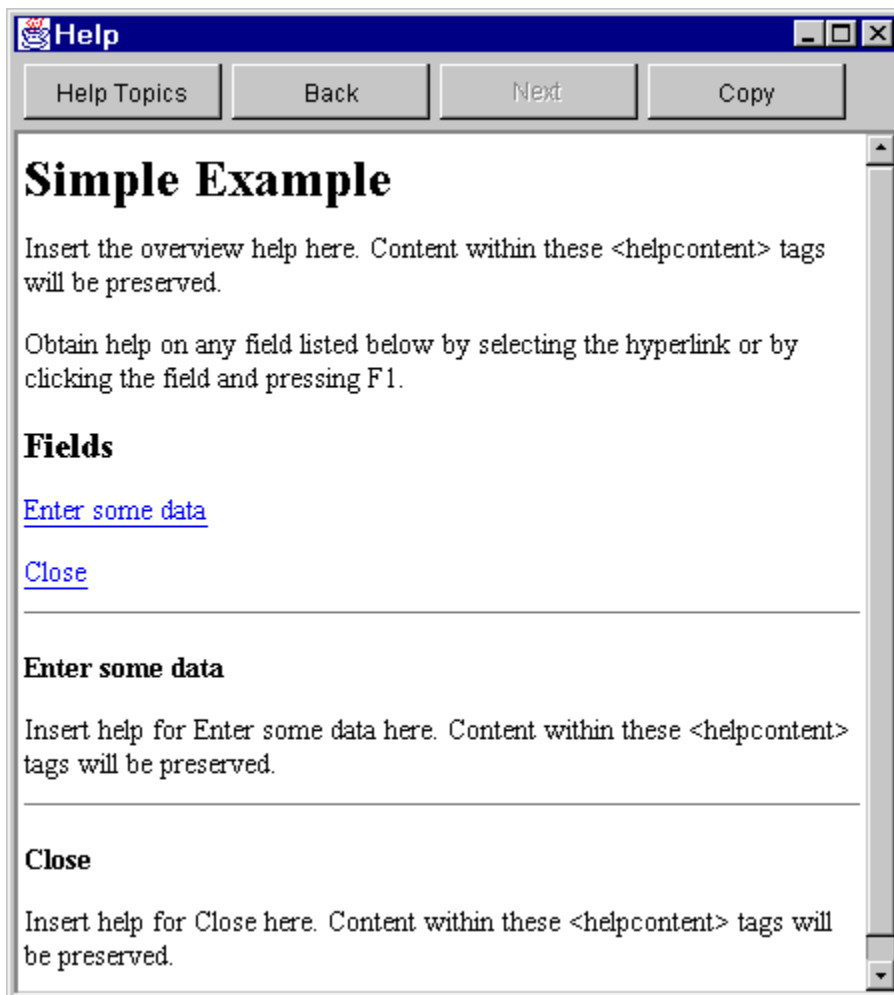 Help
Help Topics Back Next Copy
Simple Example
Insert the overview help here. Content within these <helpcontent> tags
will be preserved.
Obtain help on any field listed below by selecting the hyperlink or by
clicking the field and pressing F1.
Fields
Enter some data
Close
Enter some data
Insert help for Enter some data here. Content within these <helpcontent>
tags will be preserved.
Close
Insert help for Close here. Content within these <helpcontent> tags will
be preserved.